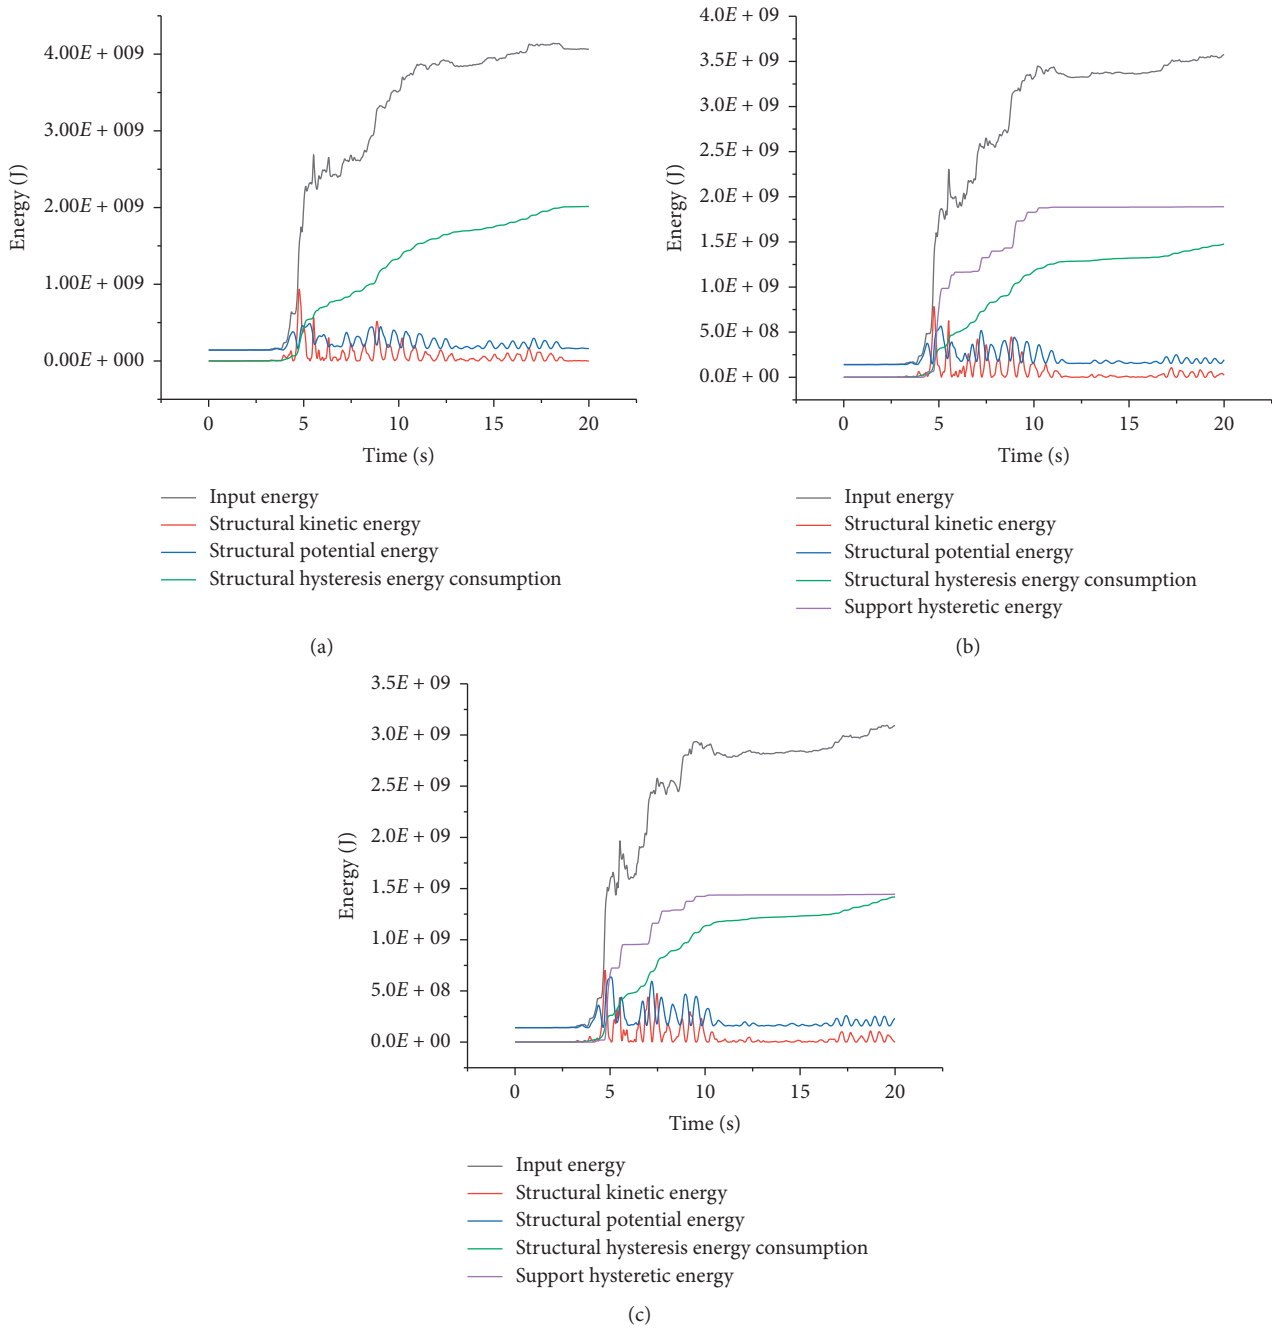 4.00E + 009
3.00E + 009
2.00E + 009
1.00E + 009
0.00E + 000
Energy (J)
0 5 10 15 20
Time (s)
Input energy
Structural kinetic energy
Structural potential energy
Structural hysteresis energy consumption
(a)
4.0E + 09
3.5E + 09
3.0E + 09
2.5E + 09
2.0E + 09
1.5E + 09
1.0E + 09
5.0E + 08
0.0E + 00
Energy (J)
0 5 10 15 20
Time (s)
Input energy
Structural kinetic energy
Structural potential energy
Structural hysteresis energy consumption
Support hysteretic energy
(b)
3.5E + 09
3.0E + 09
2.5E + 09
2.0E + 09
1.5E + 09
1.0E + 09
5.0E + 08
0.0E + 00
Energy (J)
0 5 10 15 20
Time (s)
Input energy
Structural kinetic energy
Structural potential energy
Structural hysteresis energy consumption
Support hysteretic energy
(c)